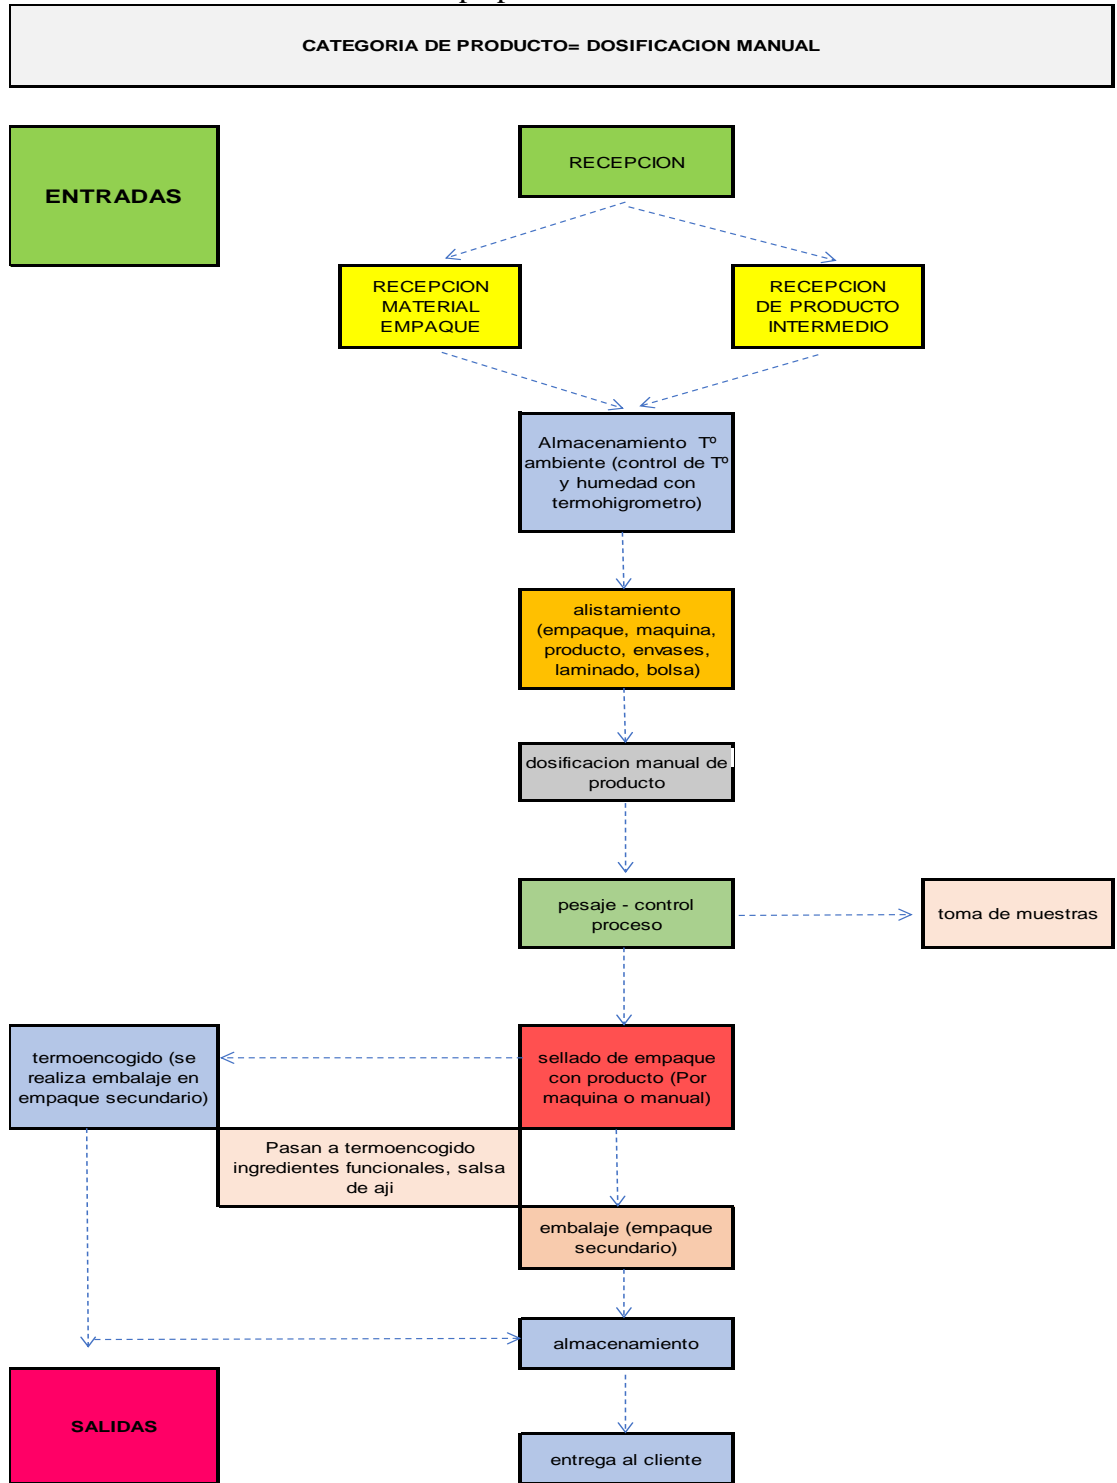 CATEGORIA DE PRODUCTO= DOSIFICACION MANUAL
ENTRADAS
RECEPCION
RECEPCION
MATERIAL
EMPAQUE
RECEPCION
DE PRODUCTO
INTERMEDIO
Almacenamiento Tº
ambiente (control de Tº
y humedad con
termohigrometro)
alistamiento
(empaque, maquina,
producto, envases,
laminado, bolsa)
dosificacion manual de
producto
pesaje - control
proceso
toma de muestras
termoencogido (se
realiza embalaje en
empaque secundario)
sellado de empaque
con producto (Por
maquina o manual)
Pasan a termoencogido
ingredientes funcionales, salsa
de aji
embalaje (empaque
secundario)
almacenamiento
SALIDAS
entrega al cliente